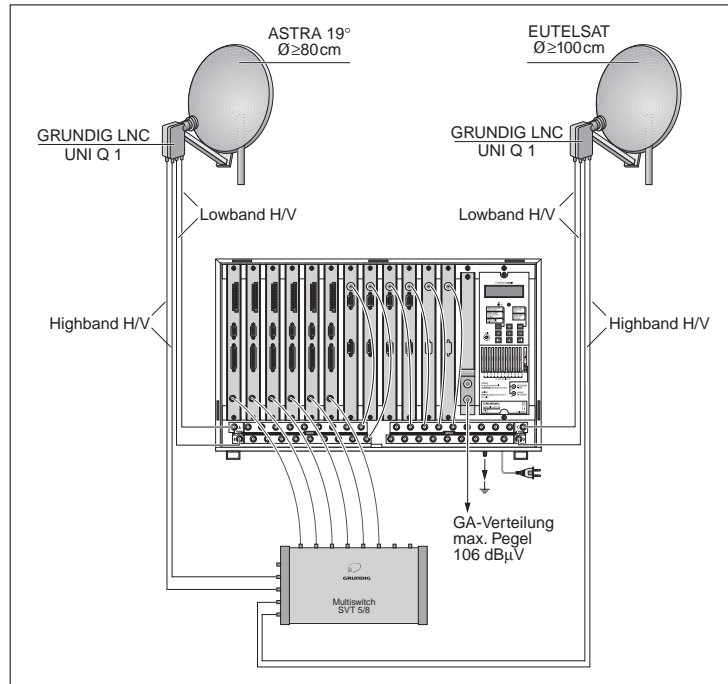 ASTRA 19°
Ø≥80cm
EUTELSAT
Ø≥100cm
GRUNDIG LNC
UNI Q 1
GRUNDIG LNC
UNI Q 1
Lowband H/V
Lowband H/V
Highband H/V
Highband H/V
GRUNDIG
GA-Verteilung
max. Pegel
106 dBµV
GRUNDIG
Multiswitch
SVT 5/8